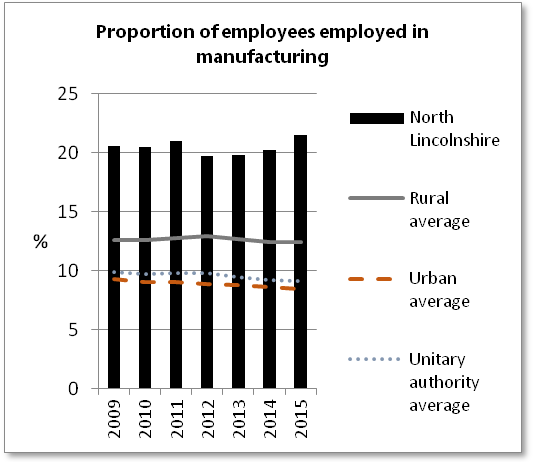 Proportion of employees employed in
manufacturing
25
20
15
10
5
0
%
2009
2010
2011
2012
2013
2014
2015
North
Lincolnshire
Rural
average
Urban
average
Unitary
authority
average